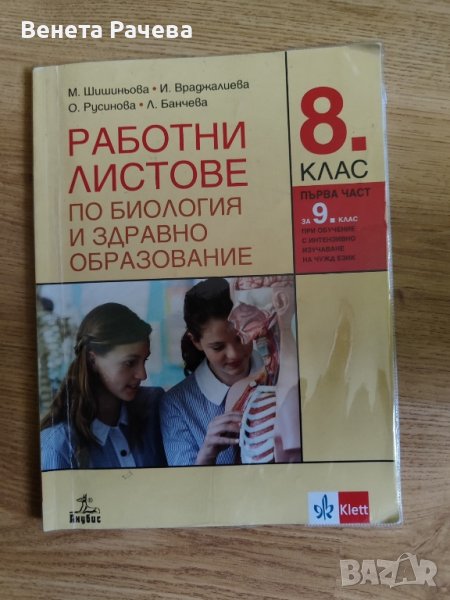 Венета Рачева
М. Шишиньова • И. Враджалиева
О. Русинова • Л. Банчева
РАБОТНИ
ЛИСТОВЕ
ПО БИОЛОГИЯ
И ЗДРАВНО
ОБРАЗОВАНИЕ
8.
КЛАС
ПЪРВА ЧАСТ
ЗА 9. КЛАС
ПРИ ОБУЧЕНИЕ
С ИНТЕНЗИВНО
ИЗУЧАВАНЕ
НА ЧУЖД ЕЗИК
Анубис
Klett
BAZAR